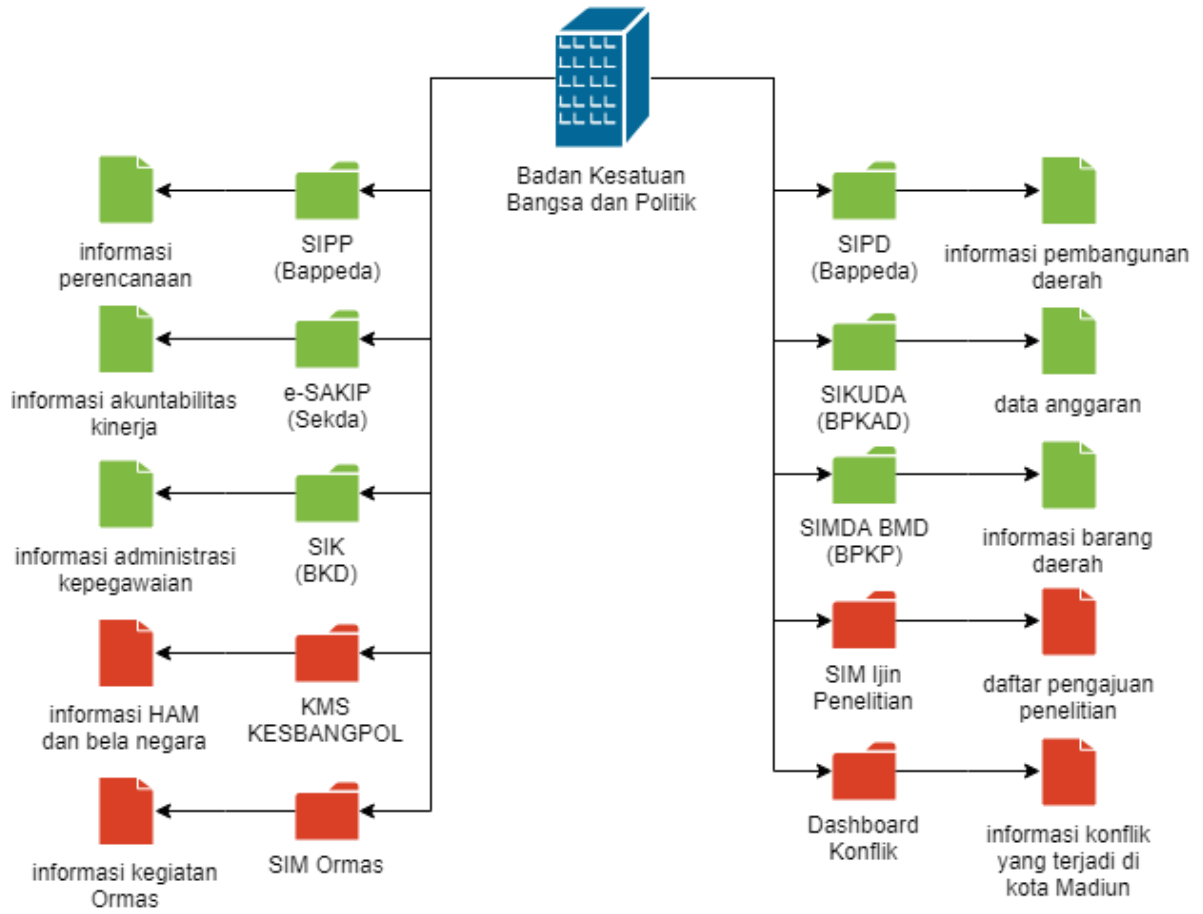 Badan Kesatuan
Bangsa dan Politik
informasi
perencanaan
SIPP
(Bappeda)
informasi akuntabilitas
kinerja
e-SAKIP
(Sekda)
informasi administrasi
kepegawaian
SIK
(BKD)
informasi HAM
dan bela negara
KMS
KESBANGPOL
informasi kegiatan
Ormas
SIM Ormas
SIPD
(Bappeda)
informasi pembangunan
daerah
SIKUDA
(BPKAD)
data anggaran
SIMDA BMD
(BPKP)
informasi barang
daerah
SIM Ijin
Penelitian
daftar pengajuan
penelitian
Dashboard
Konflik
informasi konflik
yang terjadi di
kota Madiun